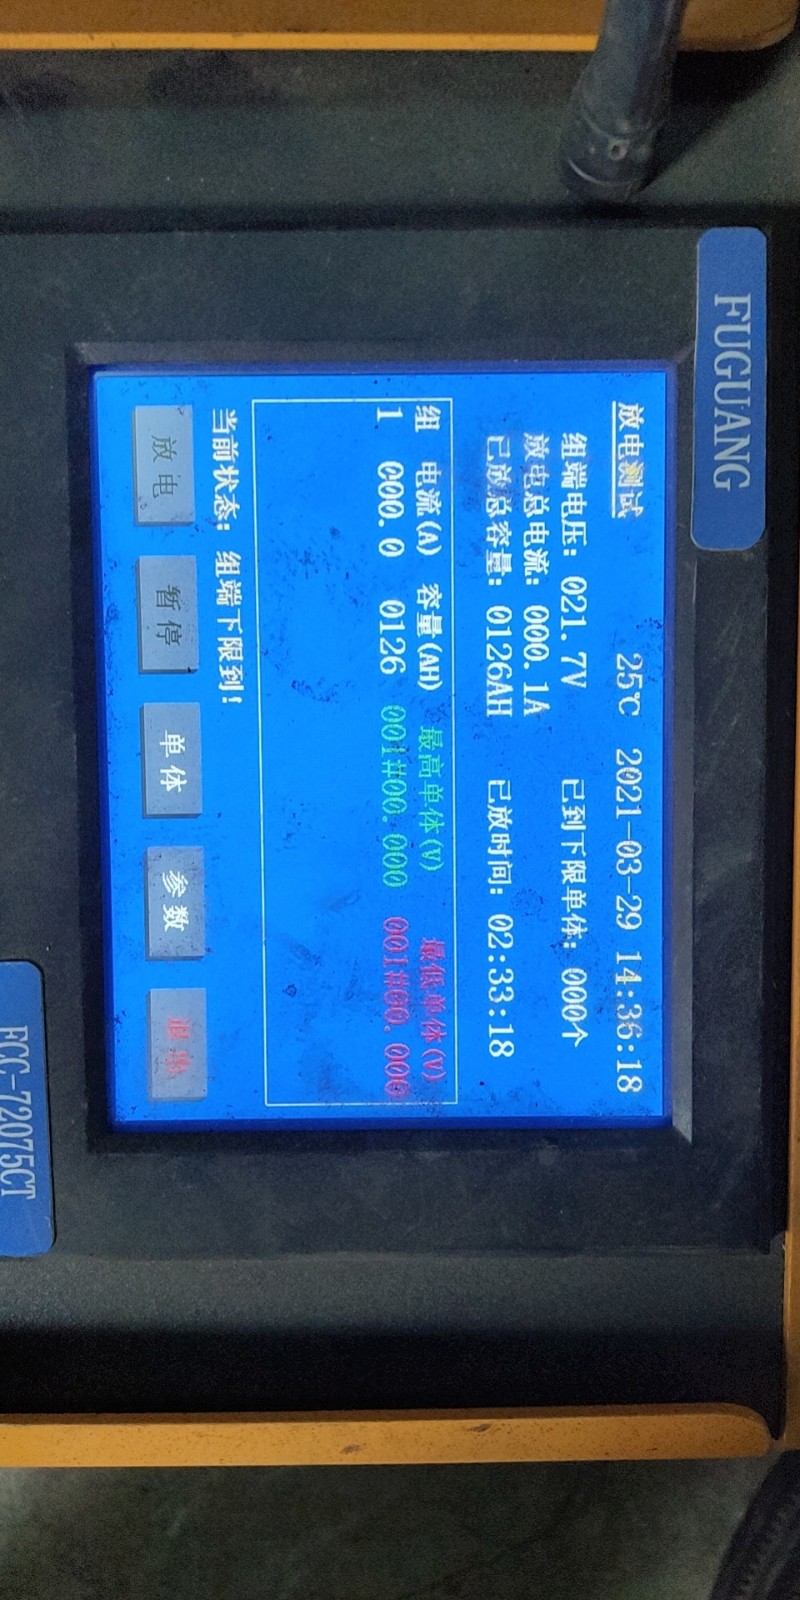 FUGUANG
放电测试 25℃ 2021-03-29 14:36:18
组端电压: 021.7V 已到下限单体: 000个
放电总电流: 000.1A
已放总容量: 0126AH 已放时间: 02:33:18
组 电流(A) 容量(AH) 最高单体(V) 最低单体(V)
1 000.0 0126 001#00.000 001#00.000
当前状态: 组端下限到!
放电 暂停 单体 参数 退出
FCC-72075CT